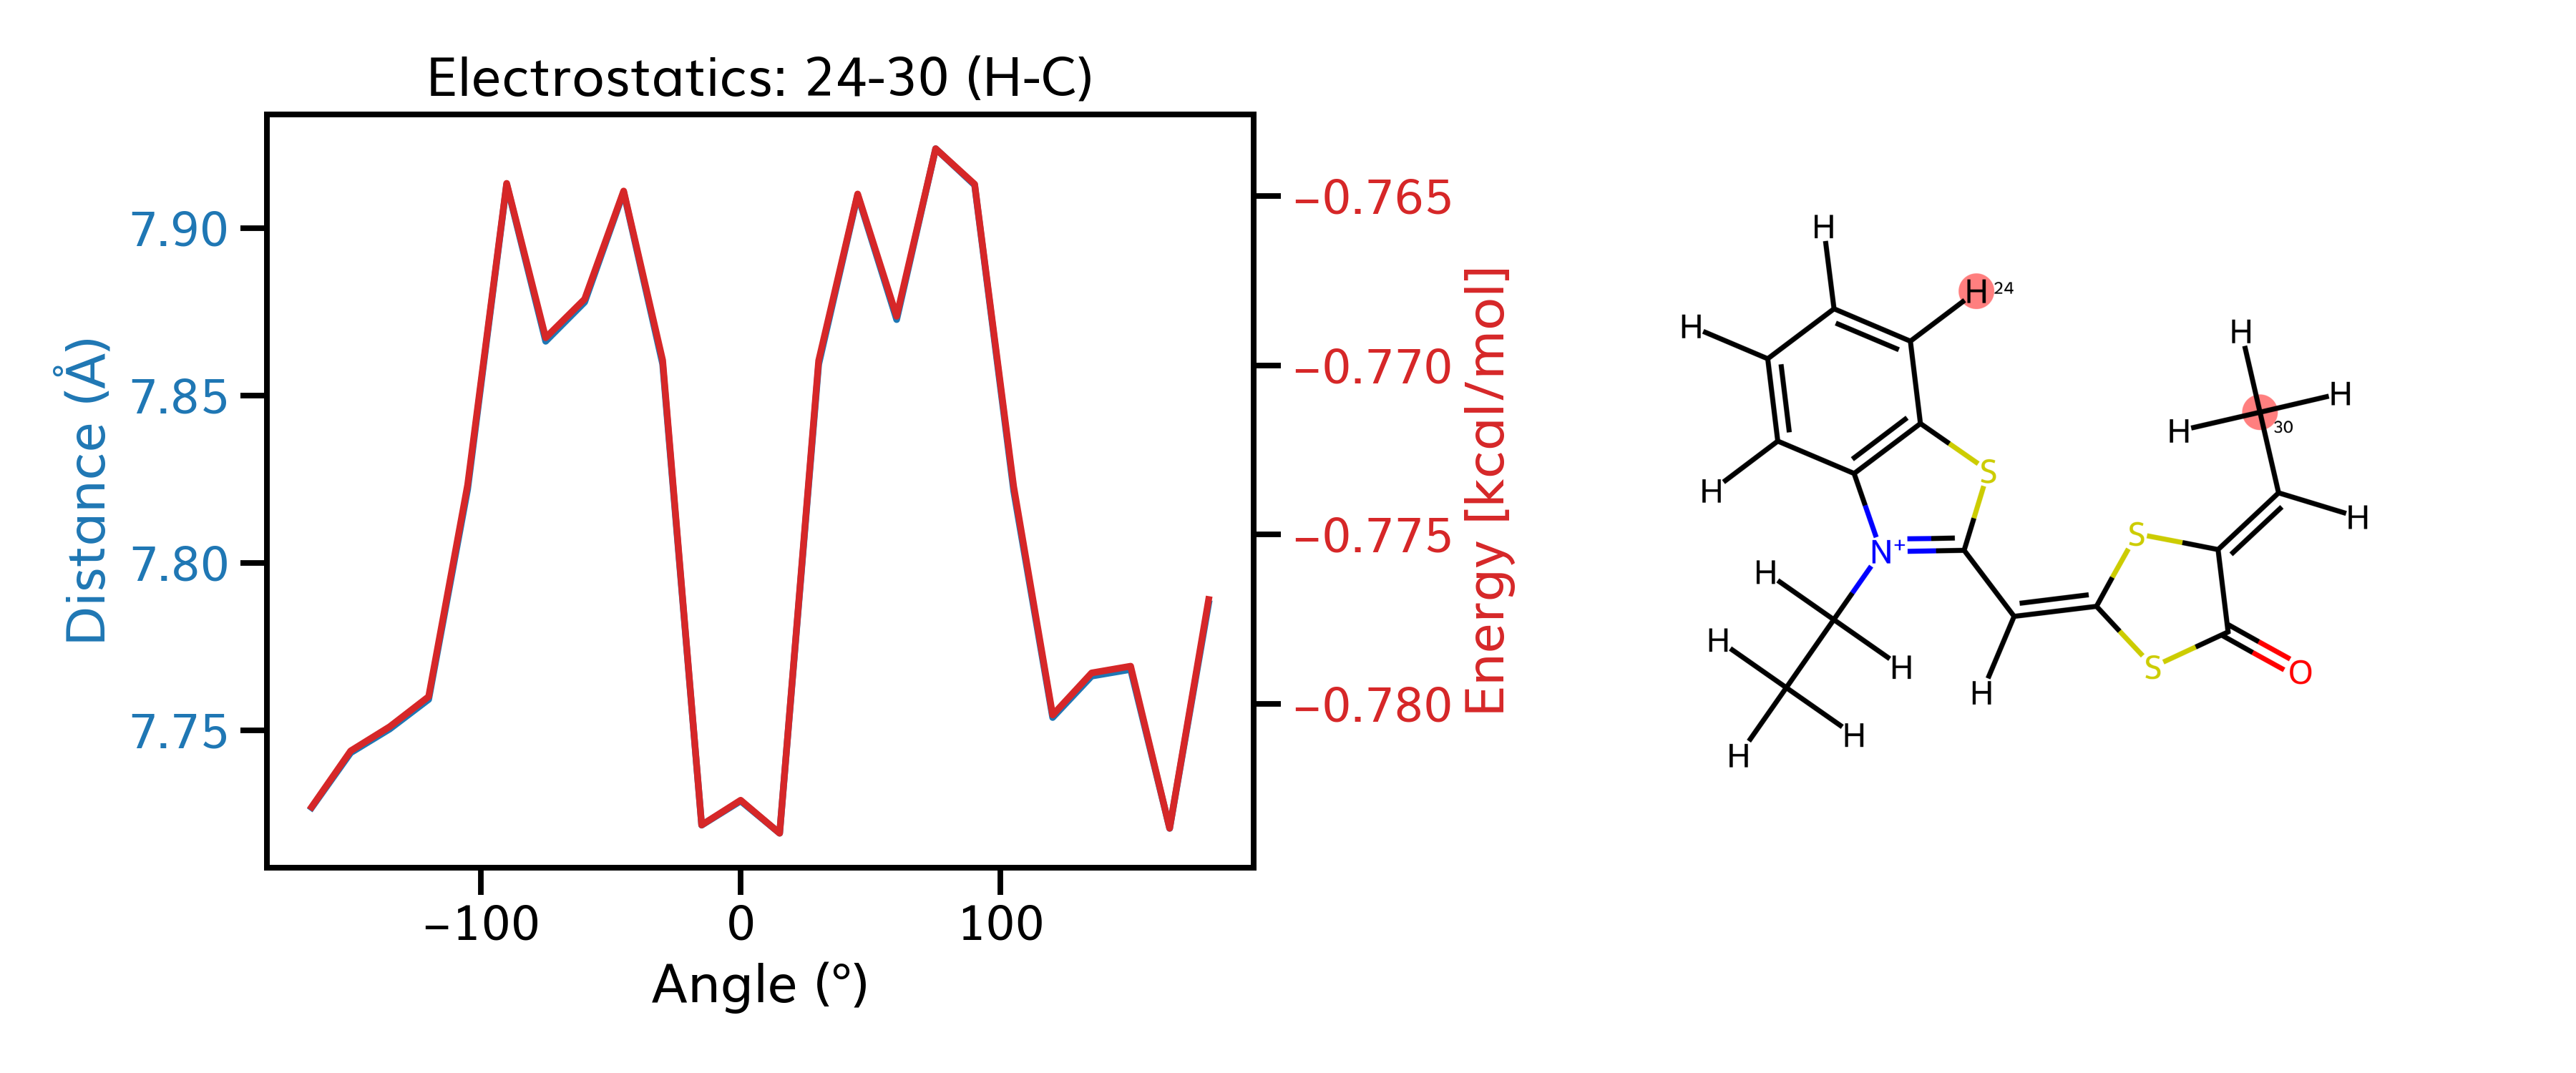 Electrostatics: 24-30 (H-C)
Distance (Å)
7.90
7.85
7.80
7.75
−0.765
−0.770
−0.775
−0.780
Energy [kcal/mol]
−100 0 100
Angle (°)
H
H 24
H
H
H
H
H
30
S
H
H
S
N+
H
H
H
S
O
H
H
H